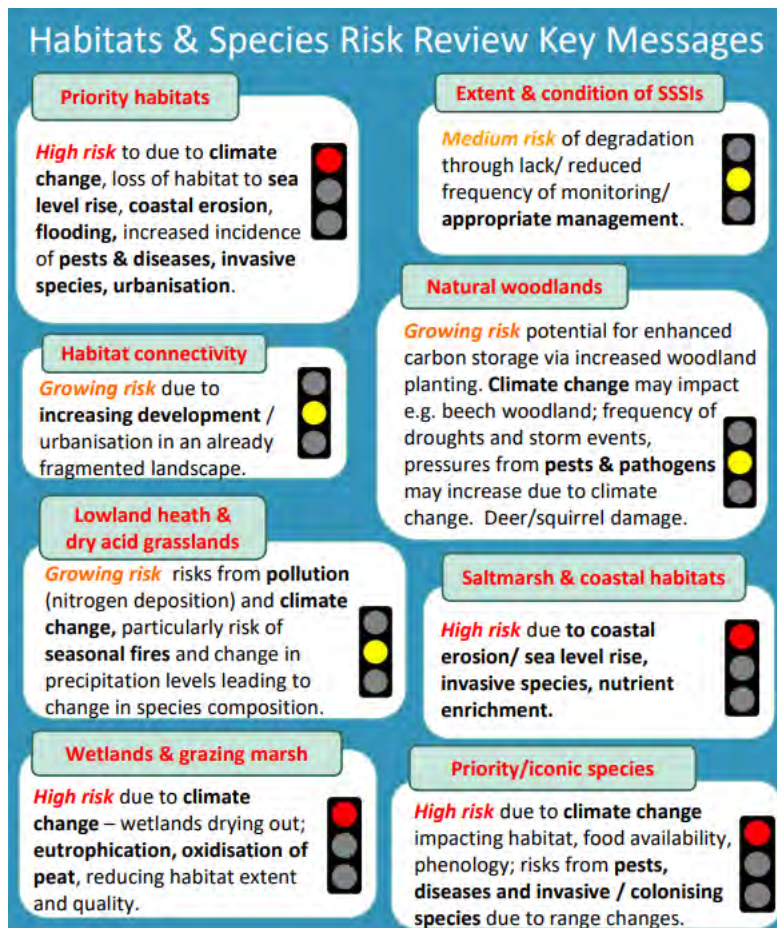 Habitats & Species Risk Review Key Messages
Priority habitats
High risk to due to climate
change, loss of habitat to sea
level rise, coastal erosion,
flooding, increased incidence
of pests & diseases, invasive
species, urbanisation.
Extent & condition of SSSIs
Medium risk of degradation
through lack/ reduced
frequency of monitoring/
appropriate management.
Habitat connectivity
Growing risk due to
increasing development /
urbanisation in an already
fragmented landscape.
Natural woodlands
Growing risk potential for enhanced
carbon storage via increased woodland
planting. Climate change may impact
e.g. beech woodland; frequency of
droughts and storm events,
pressures from pests & pathogens
may increase due to climate
change. Deer/squirrel damage.
Lowland heath &
dry acid grasslands
Growing risk risks from pollution
(nitrogen deposition) and climate
change, particularly risk of
seasonal fires and change in
precipitation levels leading to
change in species composition.
Saltmarsh & coastal habitats
High risk due to coastal
erosion/ sea level rise,
invasive species, nutrient
enrichment.
Wetlands & grazing marsh
High risk due to climate
change – wetlands drying out;
eutrophication, oxidisation of
peat, reducing habitat extent
and quality.
Priority/iconic species
High risk due to climate change
impacting habitat, food availability,
phenology; risks from pests,
diseases and invasive / colonising
species due to range changes.